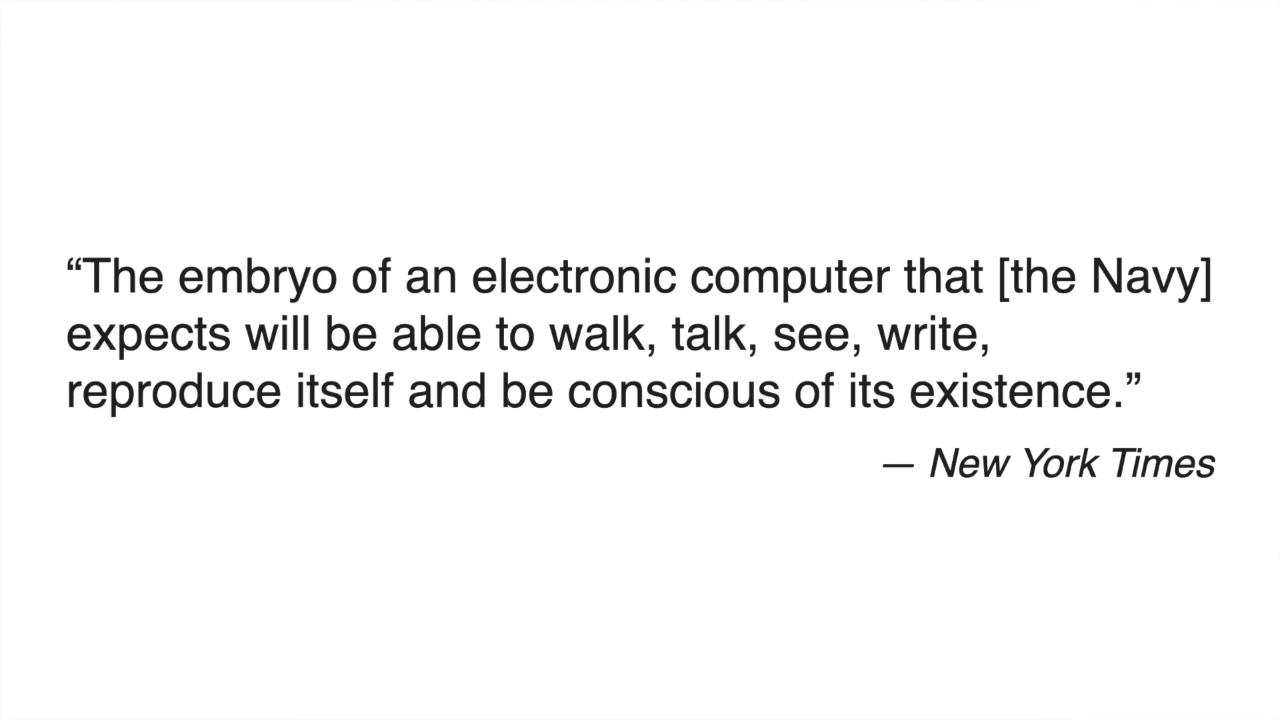 “The embryo of an electronic computer that [the Navy]
expects will be able to walk, talk, see, write,
reproduce itself and be conscious of its existence.”
— New York Times